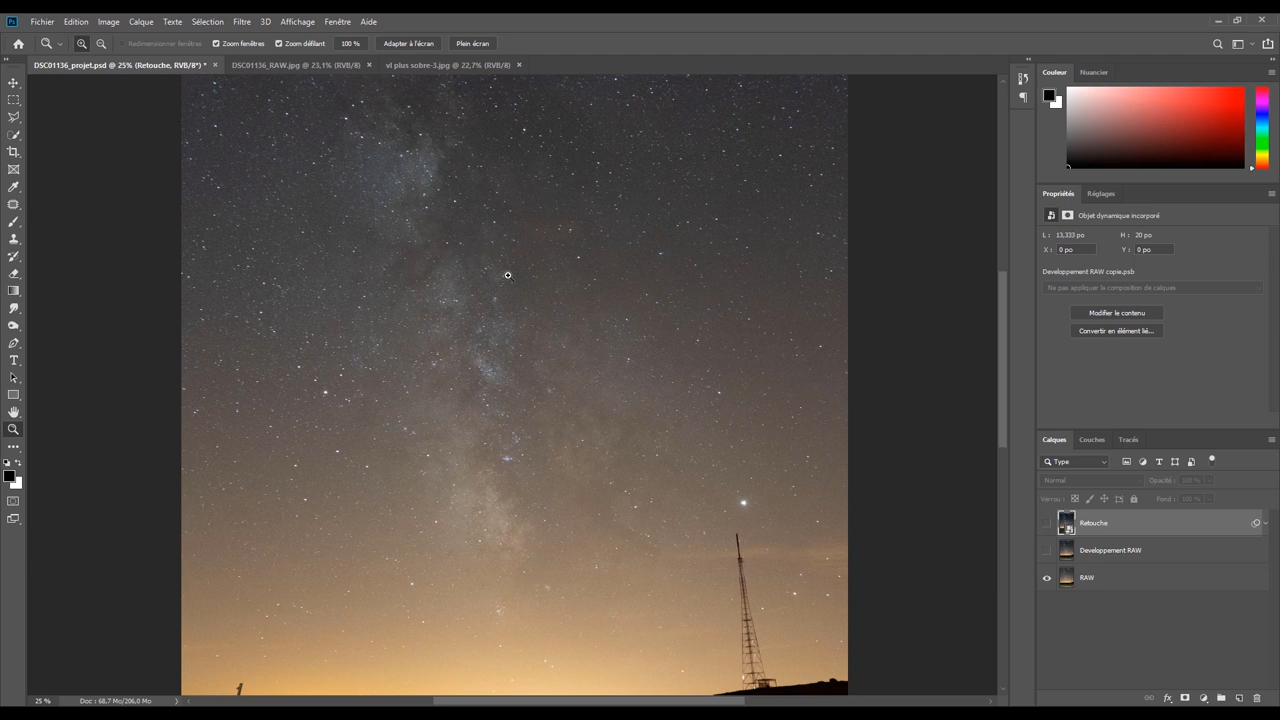 Ps Fichier Edition Image Calque Texte Sélection Filtre 3D Affichage Fenêtre Aide
Redimensionner fenêtres Zoom fenêtres Zoom défilant 100 % Adapter à l'écran Plein écran
DSC01136_projet.psd @ 25% (Retouche, RVB/8*) * × DSC01136_RAW.jpg @ 23,1% (RVB/8) × vl plus sobre-3.jpg @ 22,7% (RVB/8) ×
Couleur Nuancier
Propriétés Réglages
Objet dynamique incorporé
L : 13,333 po H : 20 po
X : 0 po Y : 0 po
Developpement RAW copie.psb
Ne pas appliquer la composition de calques
Modifier le contenu
Convertir en élément lié...
Calques Couches Tracés
Type
Normal Opacité : 100 %
Verrou : Fond : 100 %
Retouche
Developpement RAW
RAW
25 % Doc : 68,7 Mo/206,0 Mo